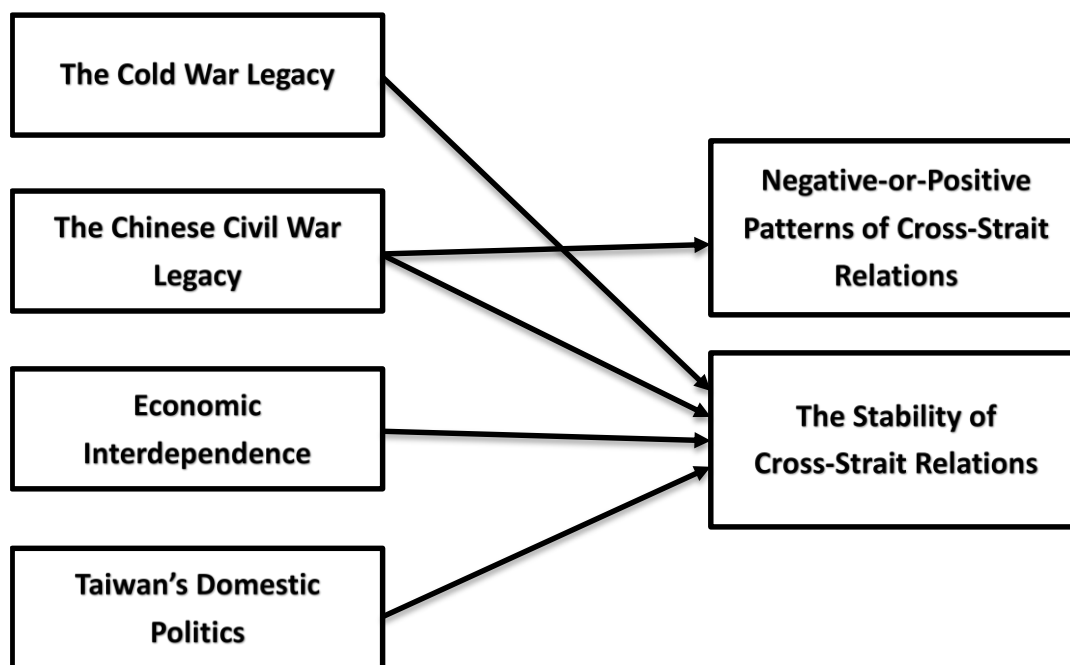 The Cold War Legacy
The Chinese Civil War
Legacy
Economic
Interdependence
Taiwan’s Domestic
Politics
Negative-or-Positive
Patterns of Cross-Strait
Relations
The Stability of
Cross-Strait Relations